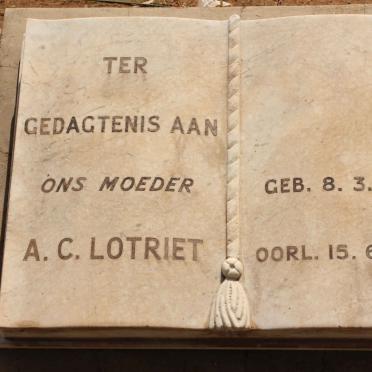 TER
GEDAGTENIS AAN
ONS MOEDER
A. C. LOTRIET
GEB. 8. 3.
OORL. 15. 6